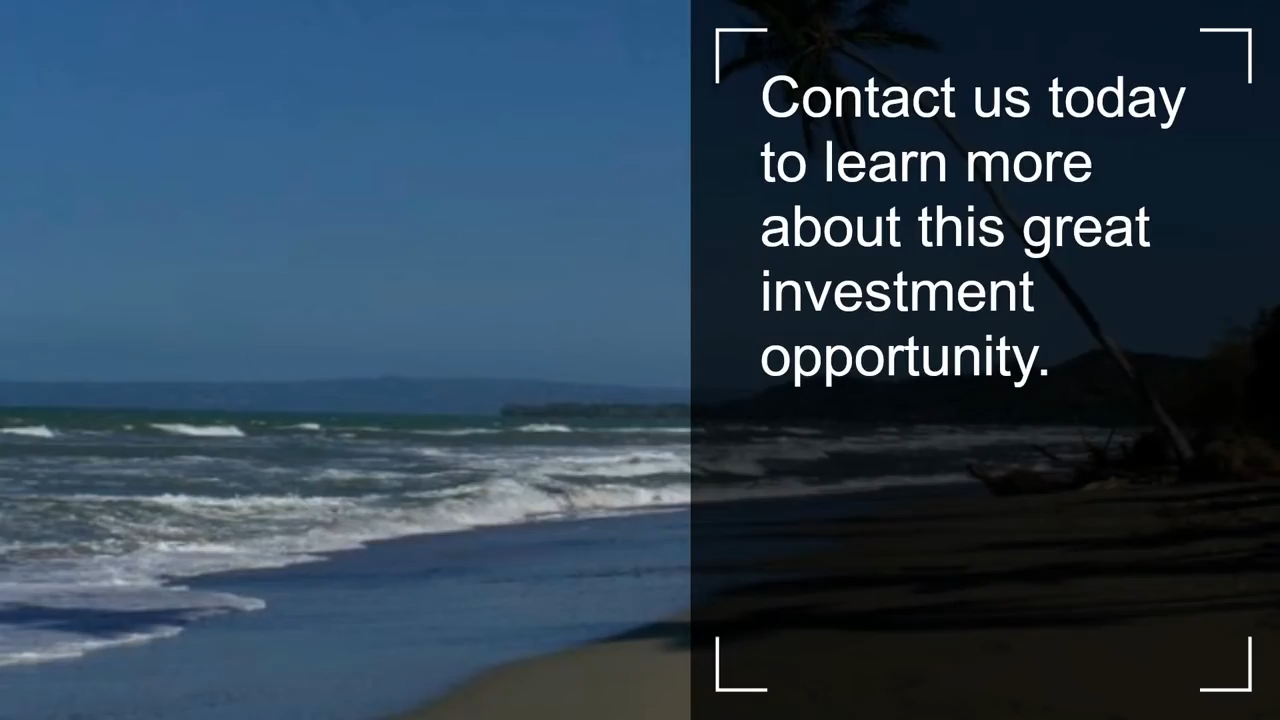 Contact us today
to learn more
about this great
investment
opportunity.